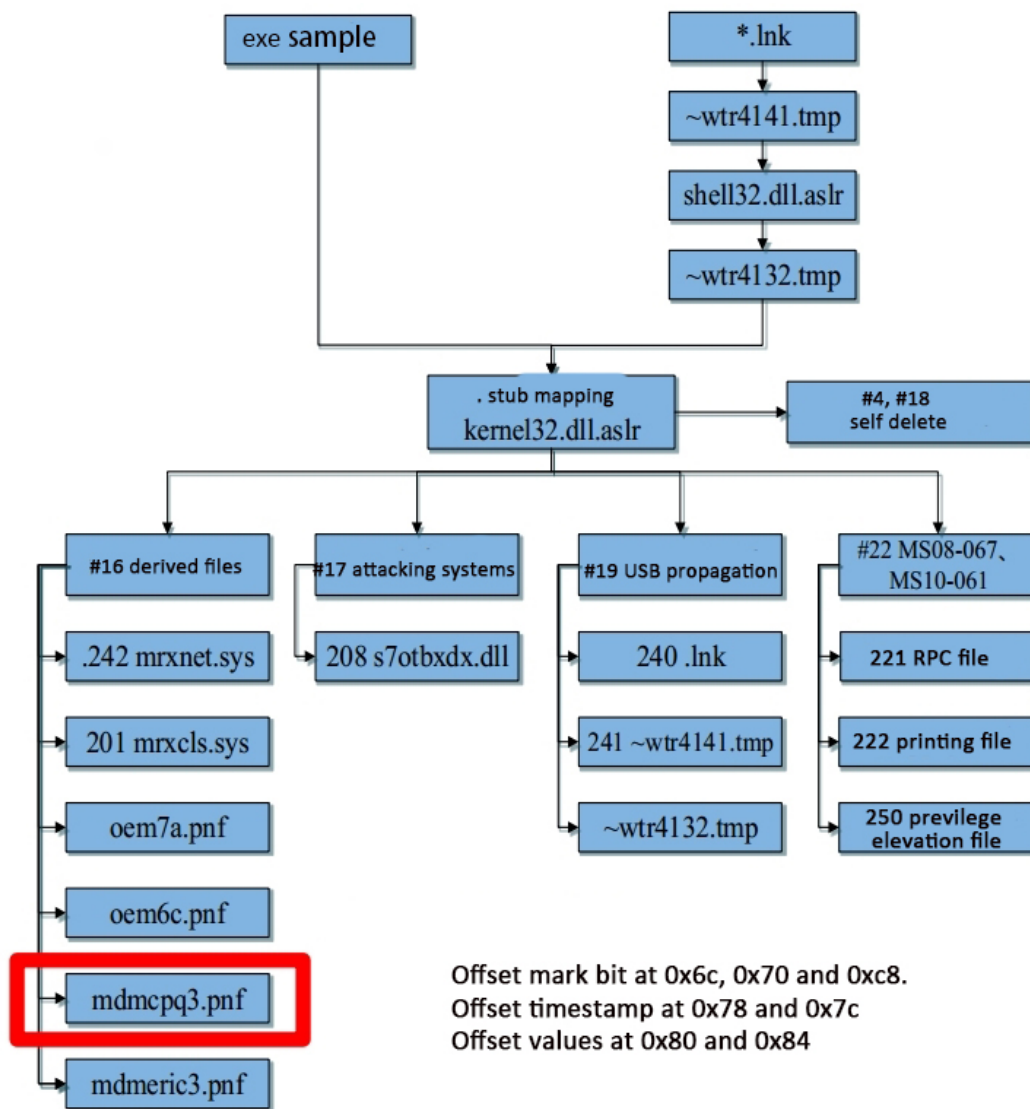 exe sample
*.lnk
~wtr4141.tmp
shell32.dll.aslr
~wtr4132.tmp
. stub mapping
kernel32.dll.aslr
#4, #18
self delete
#16 derived files
.242 mrxnet.sys
201 mrxcls.sys
oem7a.pnf
oem6c.pnf
mdmcpq3.pnf
mdmeric3.pnf
#17 attacking systems
208 s7otbxdx.dll
#19 USB propagation
240 .lnk
241 ~wtr4141.tmp
~wtr4132.tmp
#22 MS08-067、
MS10-061
221 RPC file
222 printing file
250 previlege
elevation file
Offset mark bit at 0x6c, 0x70 and 0xc8.
Offset timestamp at 0x78 and 0x7c
Offset values at 0x80 and 0x84